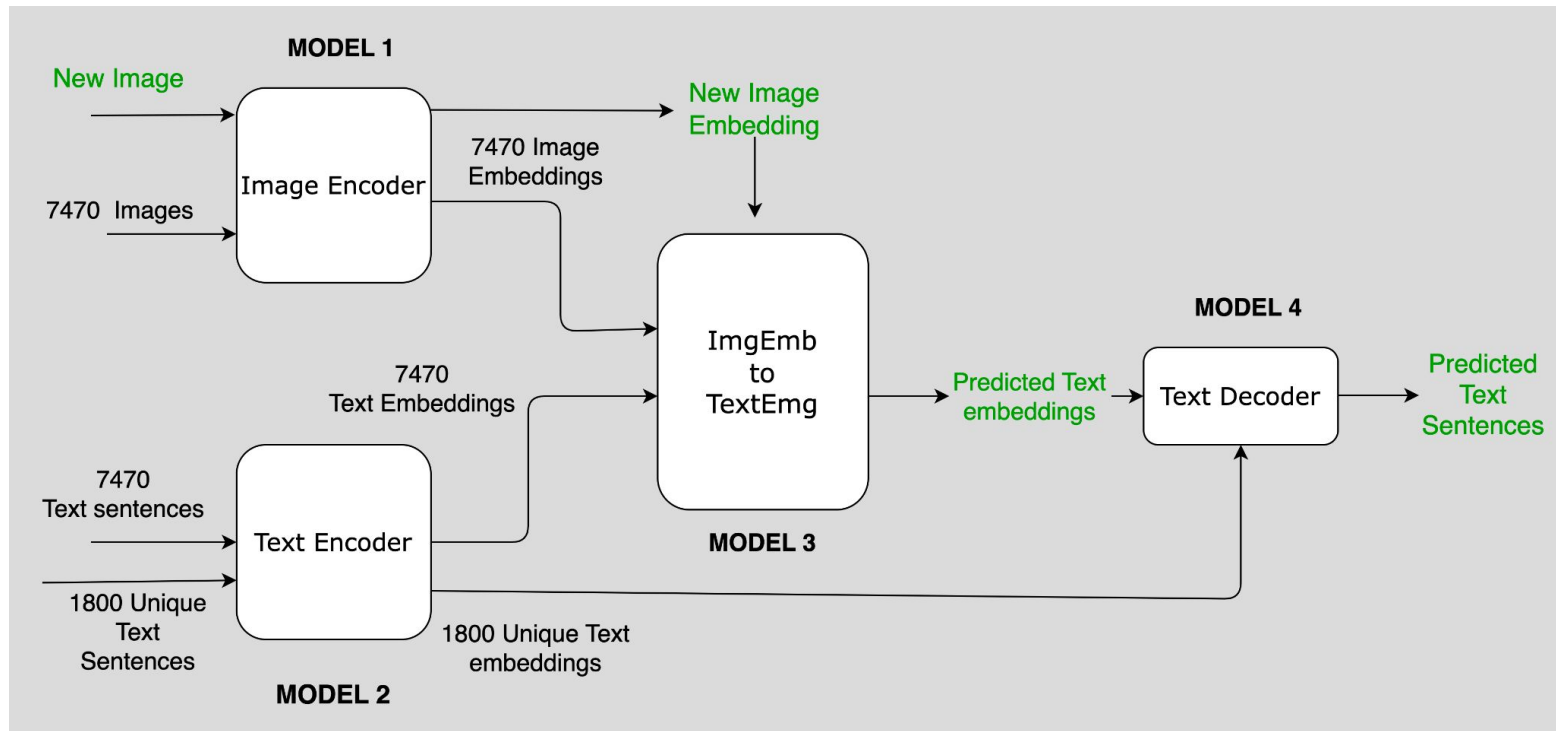 MODEL 1
New Image
Image Encoder
7470 Images
New Image
Embedding
7470 Image
Embeddings
ImgEmb
to
TextEmg
MODEL 3
7470
Text Embeddings
7470
Text sentences
Text Encoder
1800 Unique
Text
Sentences
MODEL 2
1800 Unique Text
embeddings
Predicted Text
embeddings
MODEL 4
Text Decoder
Predicted
Text
Sentences